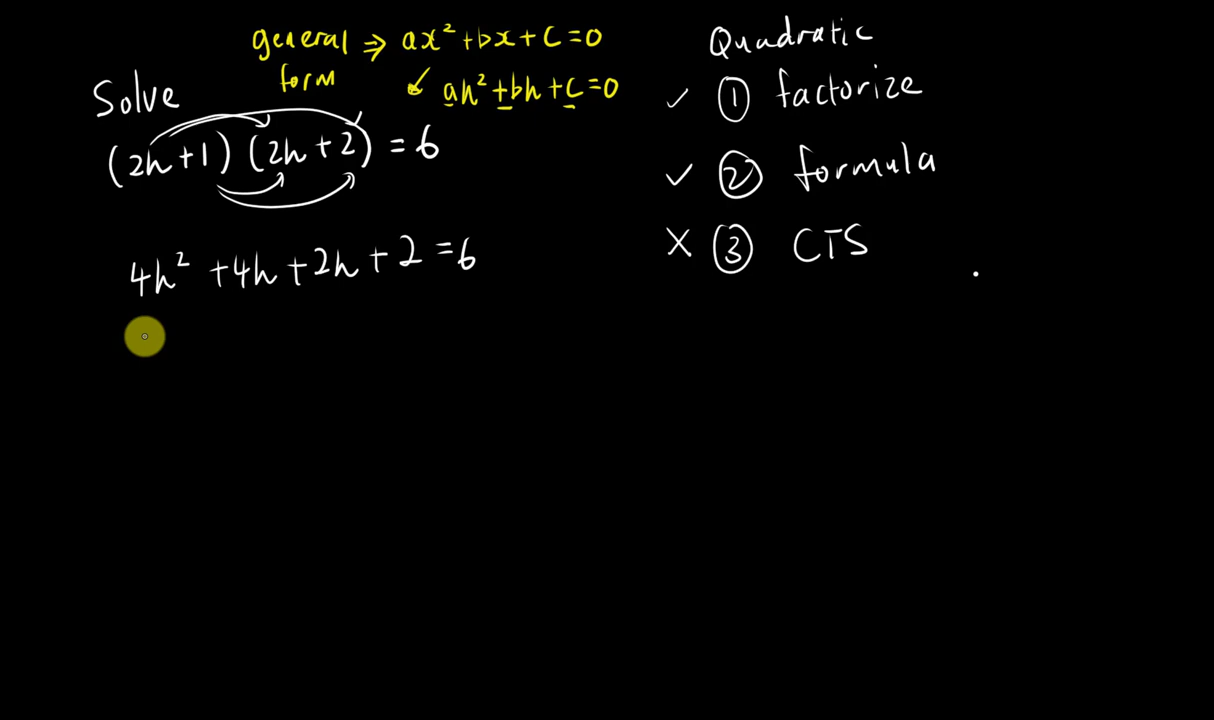 general ⇒ ax² + bx + c = 0
form ↙ ah² + bh + c = 0
Solve
(2h + 1) (2h + 2) = 6
4h² + 4h + 2h + 2 = 6
Quadratic
✓ ① factorize
✓ ② formula
X ③ CTS